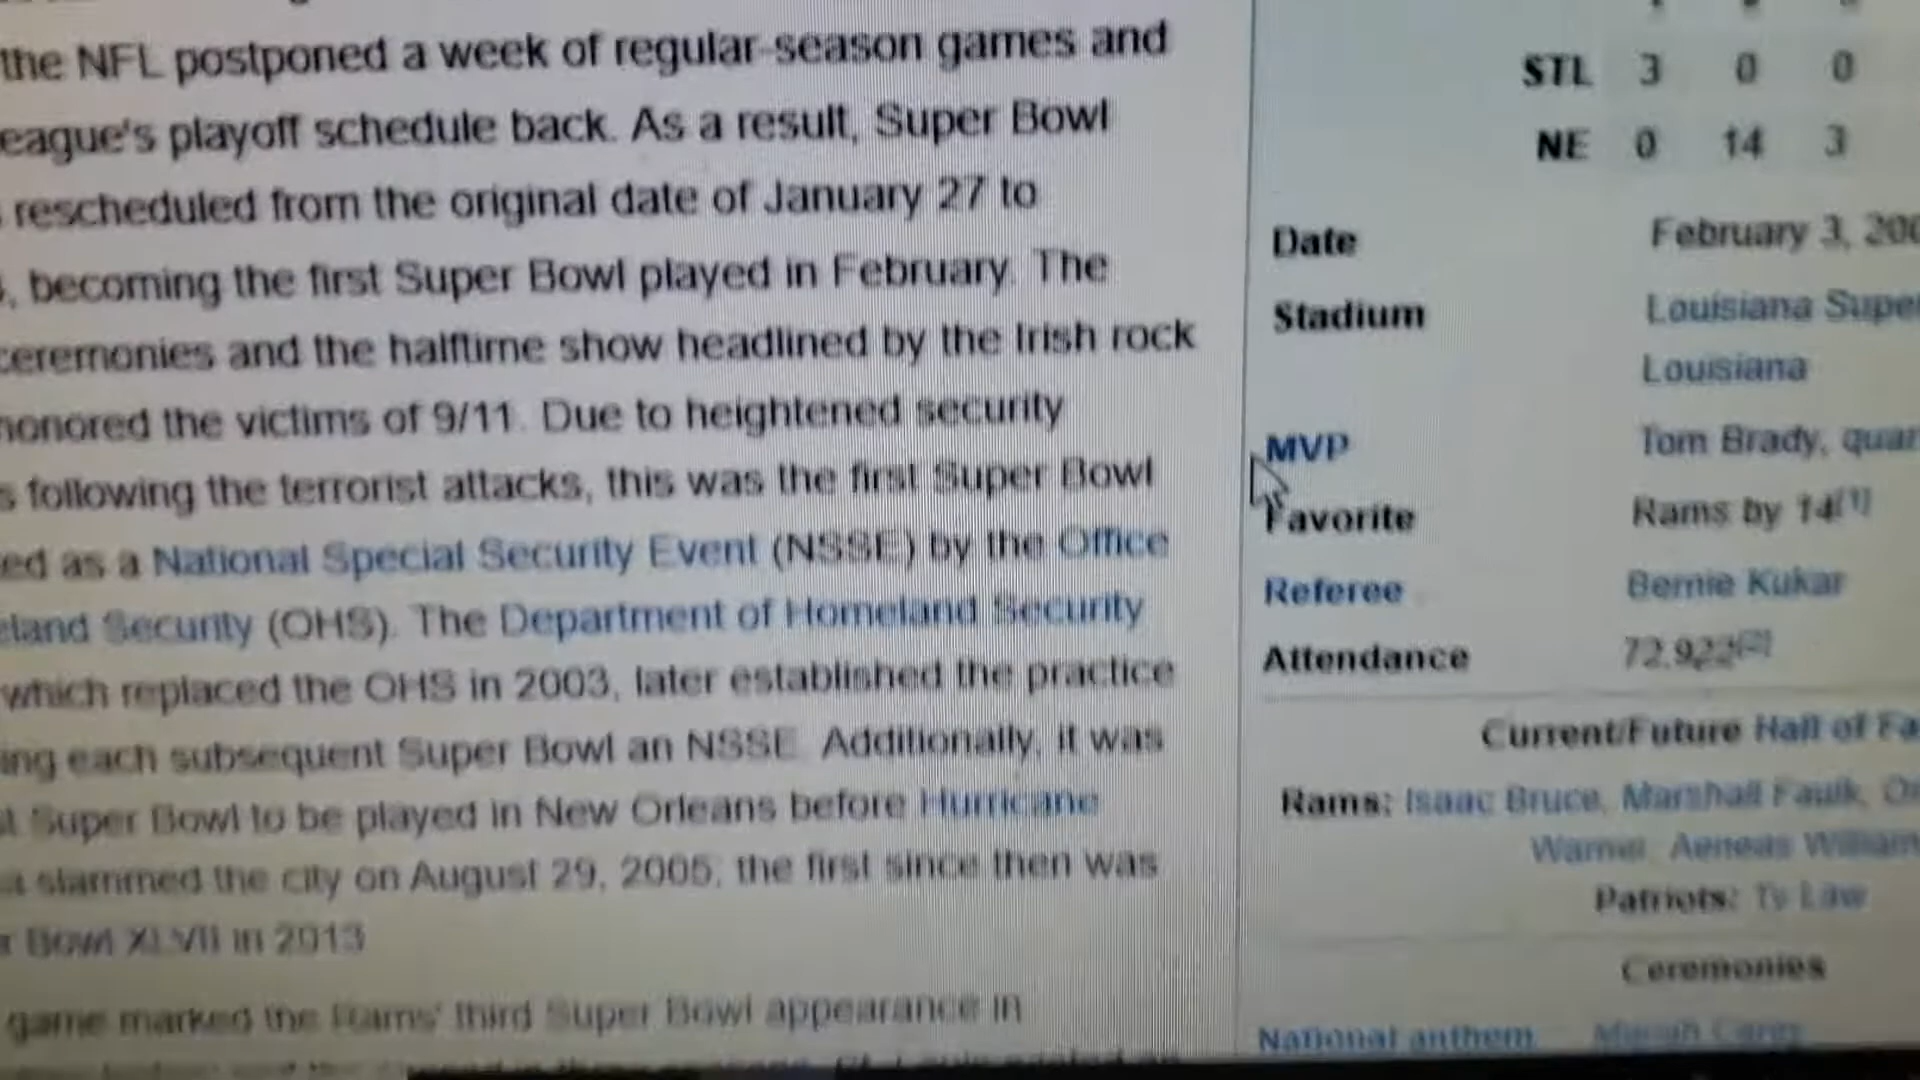 the NFL postponed a week of regular-season games and
eague's playoff schedule back. As a result, Super Bowl
rescheduled from the original date of January 27 to
, becoming the first Super Bowl played in February. The
ceremonies and the halftime show headlined by the Irish rock
honored the victims of 9/11. Due to heightened security
s following the terrorist attacks, this was the first Super Bowl
ed as a National Special Security Event (NSSE) by the Office
eland Security (OHS). The Department of Homeland Security
which replaced the OHS in 2003, later established the practice
ing each subsequent Super Bowl an NSSE. Additionally, it was
st Super Bowl to be played in New Orleans before Hurricane
a slammed the city on August 29, 2005; the first since then was
r Bowl XLVII in 2013
game marked the Rams' third Super Bowl appearance in
STL 3 0 0
NE 0 14 3
Date February 3, 200
Stadium Louisiana Super
Louisiana
MVP Tom Brady, quar
Favorite Rams by 14[1]
Referee Bernie Kukar
Attendance 72,922[2]
Current/Future Hall of Fa
Rams: Isaac Bruce, Marshall Faulk, O
Warner, Aeneas William
Patriots: Ty Law
Ceremonies
National anthem Mariah Carey